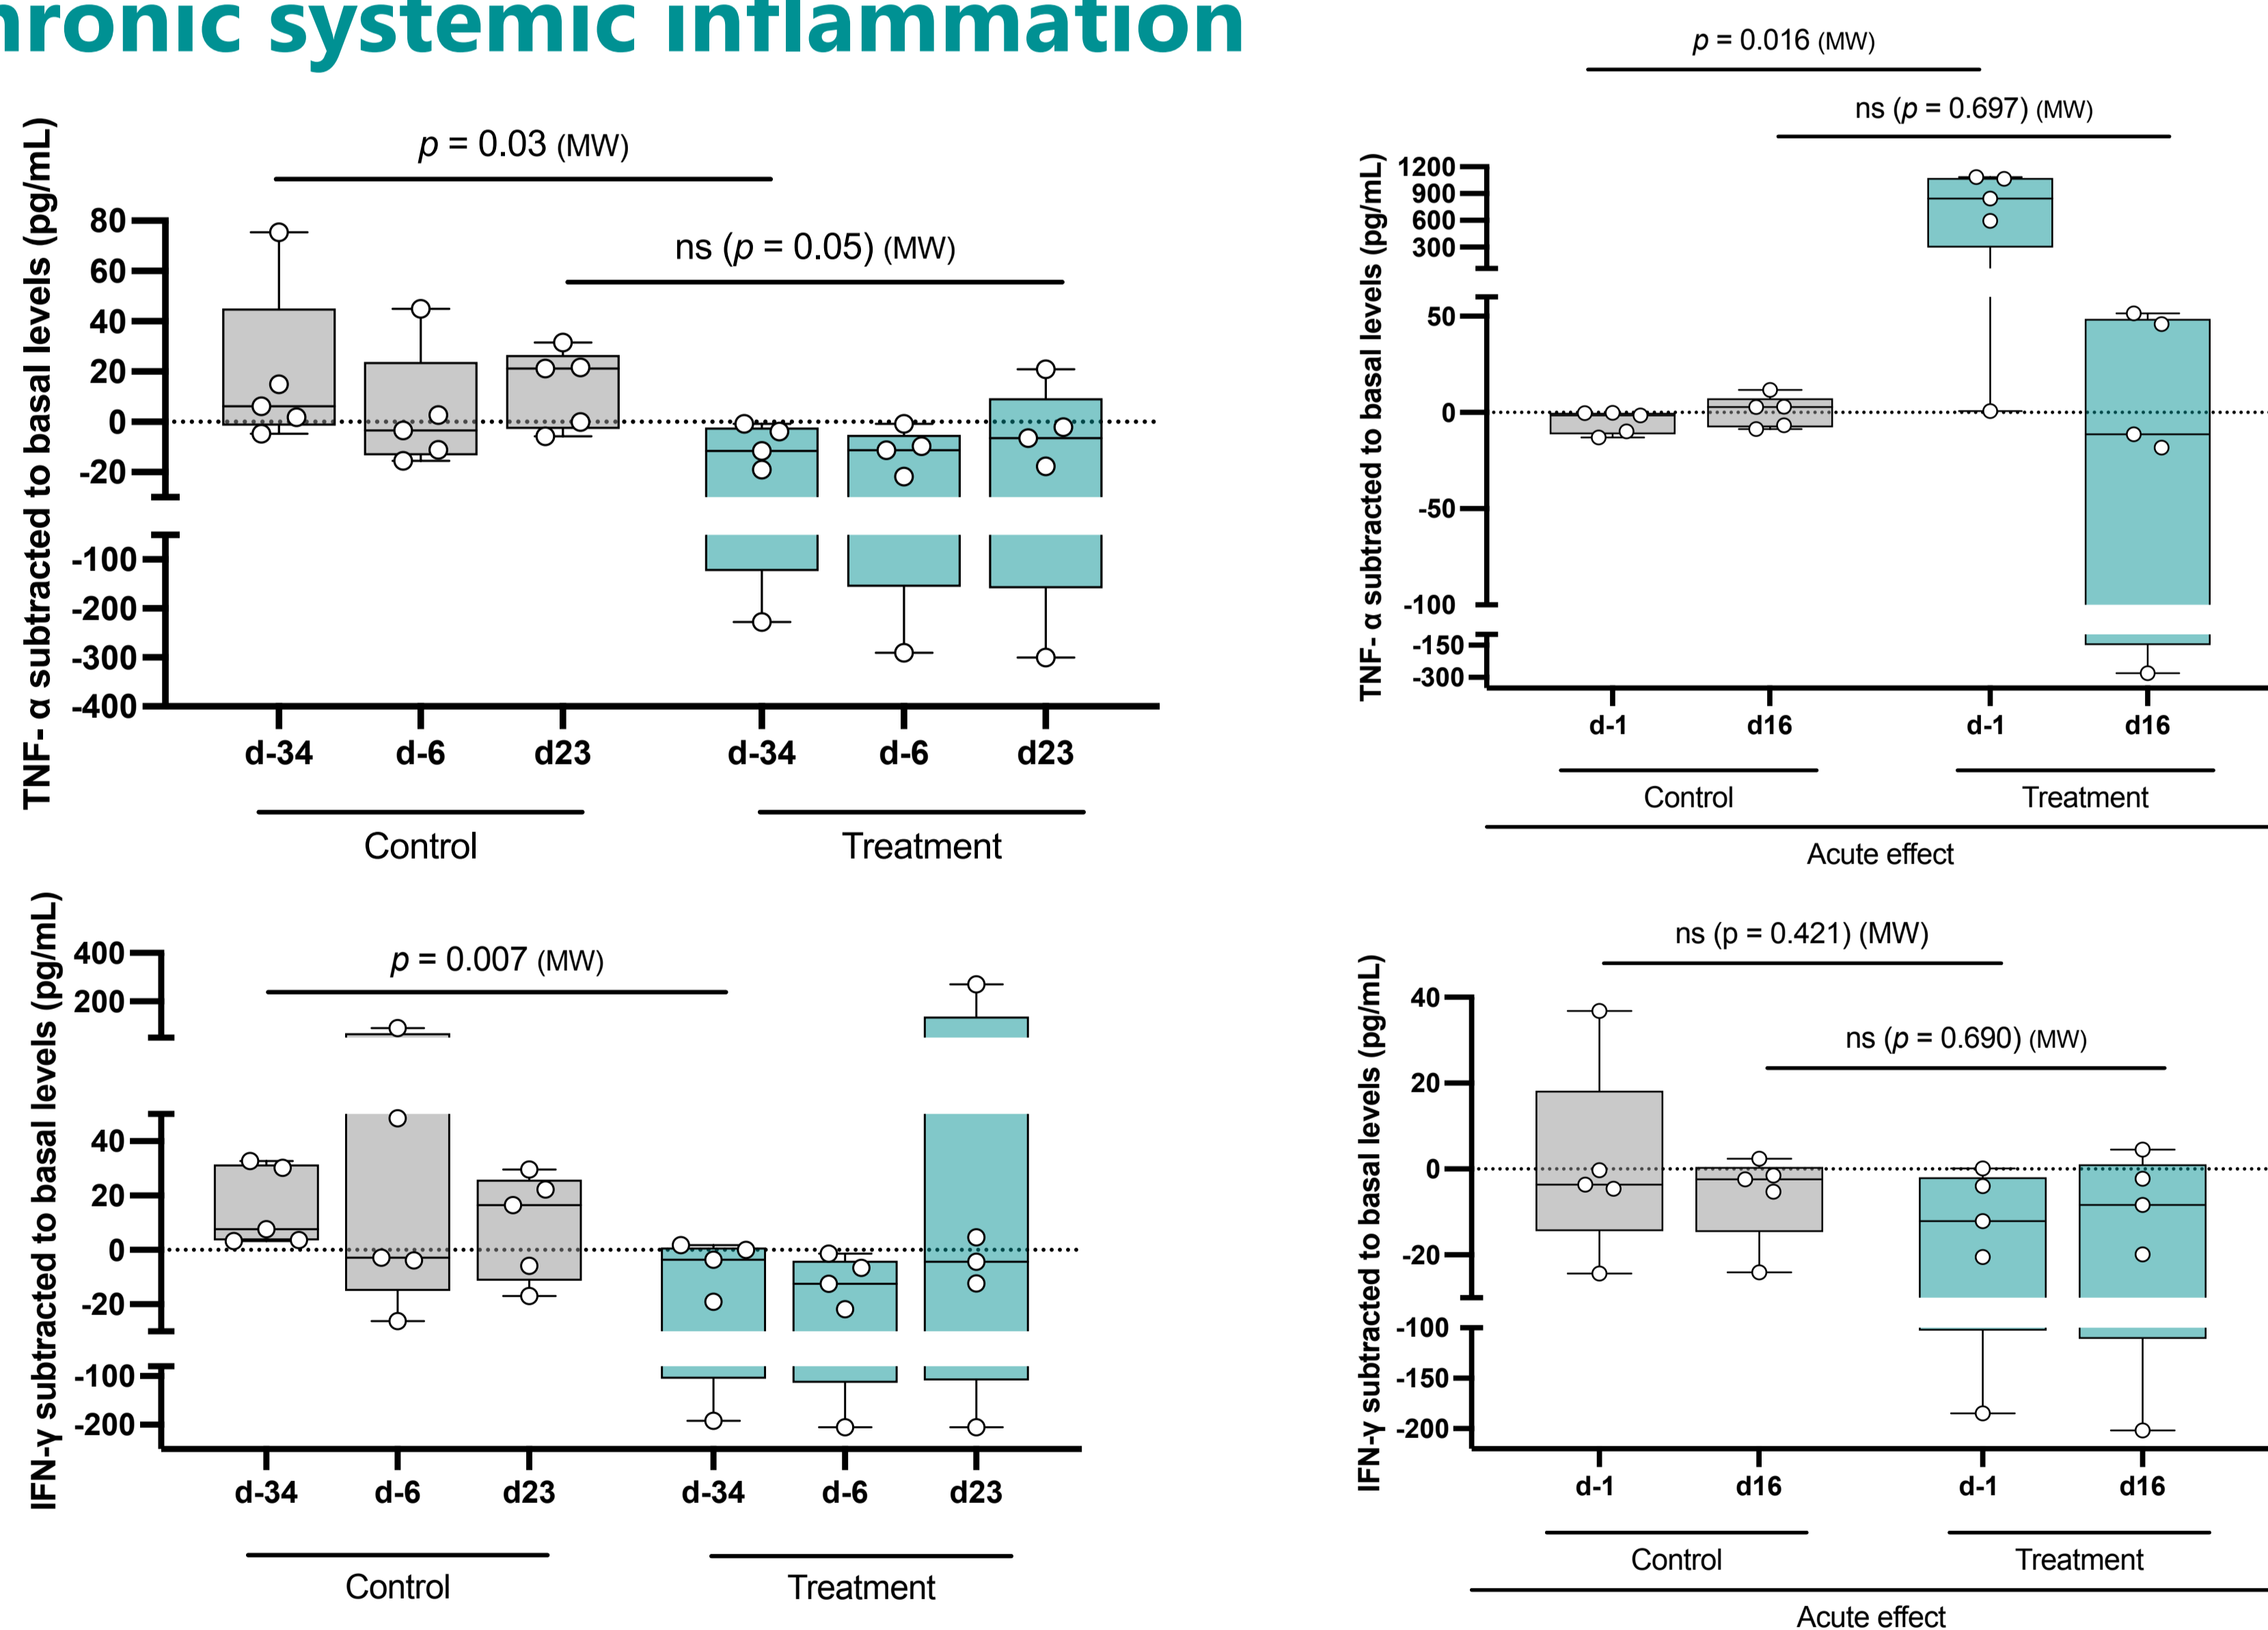 hronic systemic inflammation
p = 0.03 (MW)
ns (p = 0.05) (MW)
TNF- α subtracted to basal levels (pg/mL)
80
60
40
20
0
-20
-100
-200
-300
-400
d-34 d-6 d23 d-34 d-6 d23
Control Treatment
p = 0.016 (MW)
ns (p = 0.697) (MW)
TNF- α subtracted to basal levels (pg/mL)
1200
900
600
300
50
0
-50
-100
-150
-300
d-1 d16 d-1 d16
Control Treatment
Acute effect
p = 0.007 (MW)
IFN-γ subtracted to basal levels (pg/mL)
400
200
40
20
0
-20
-100
-200
d-34 d-6 d23 d-34 d-6 d23
Control Treatment
ns (p = 0.421) (MW)
ns (p = 0.690) (MW)
IFN-γ subtracted to basal levels (pg/mL)
40
20
0
-20
-100
-150
-200
d-1 d16 d-1 d16
Control Treatment
Acute effect